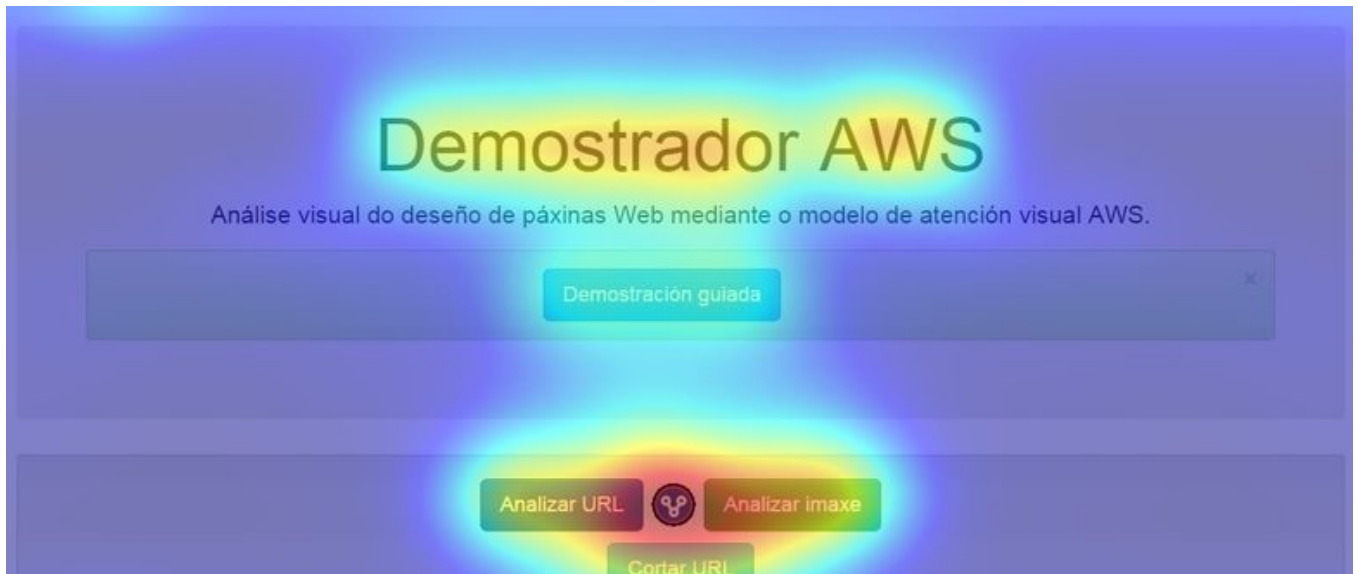 Demostrador AWS
Análise visual do deseño de páxinas Web mediante o modelo de atención visual AWS.
Demostración guiada
×
Analizar URL
Analizar imaxe
Cortar URL